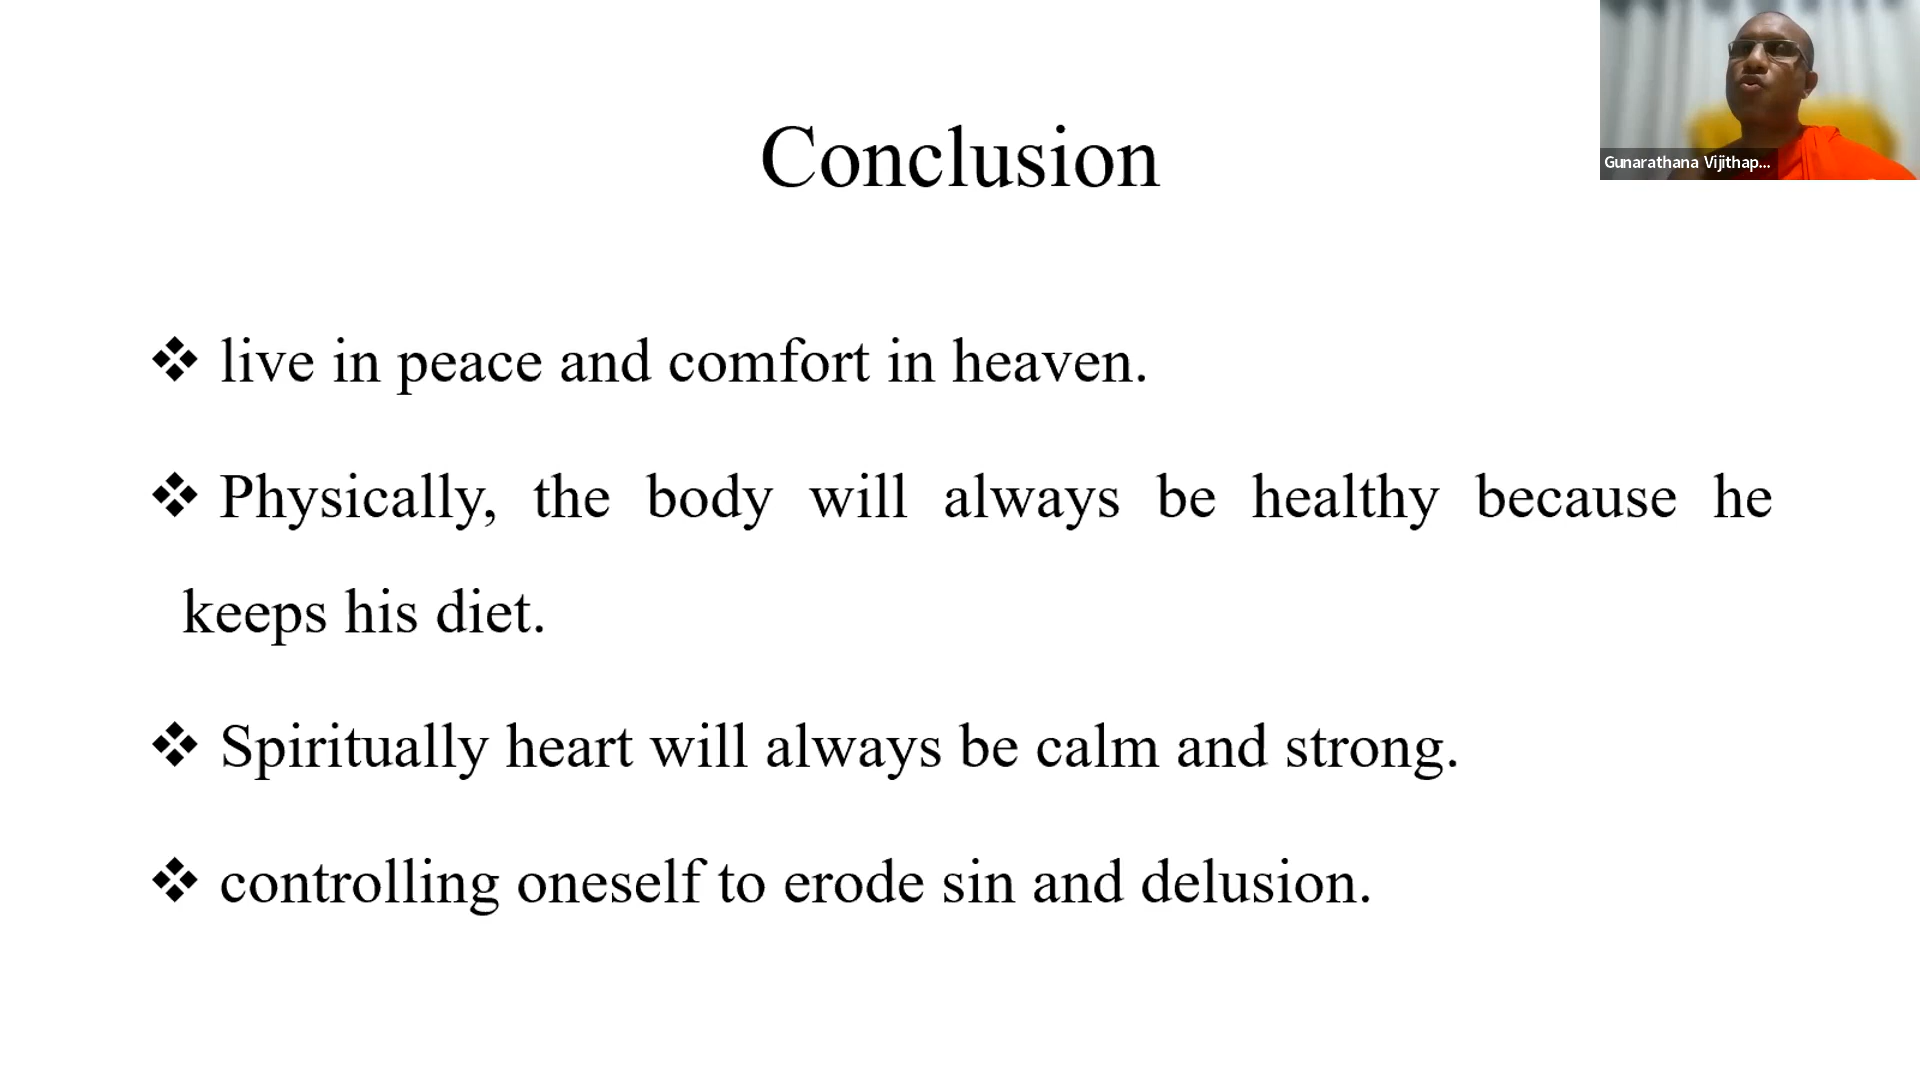 Gunarathana Vijithap...
Conclusion
❖ live in peace and comfort in heaven.
❖ Physically, the body will always be healthy because he
keeps his diet.
❖ Spiritually heart will always be calm and strong.
❖ controlling oneself to erode sin and delusion.